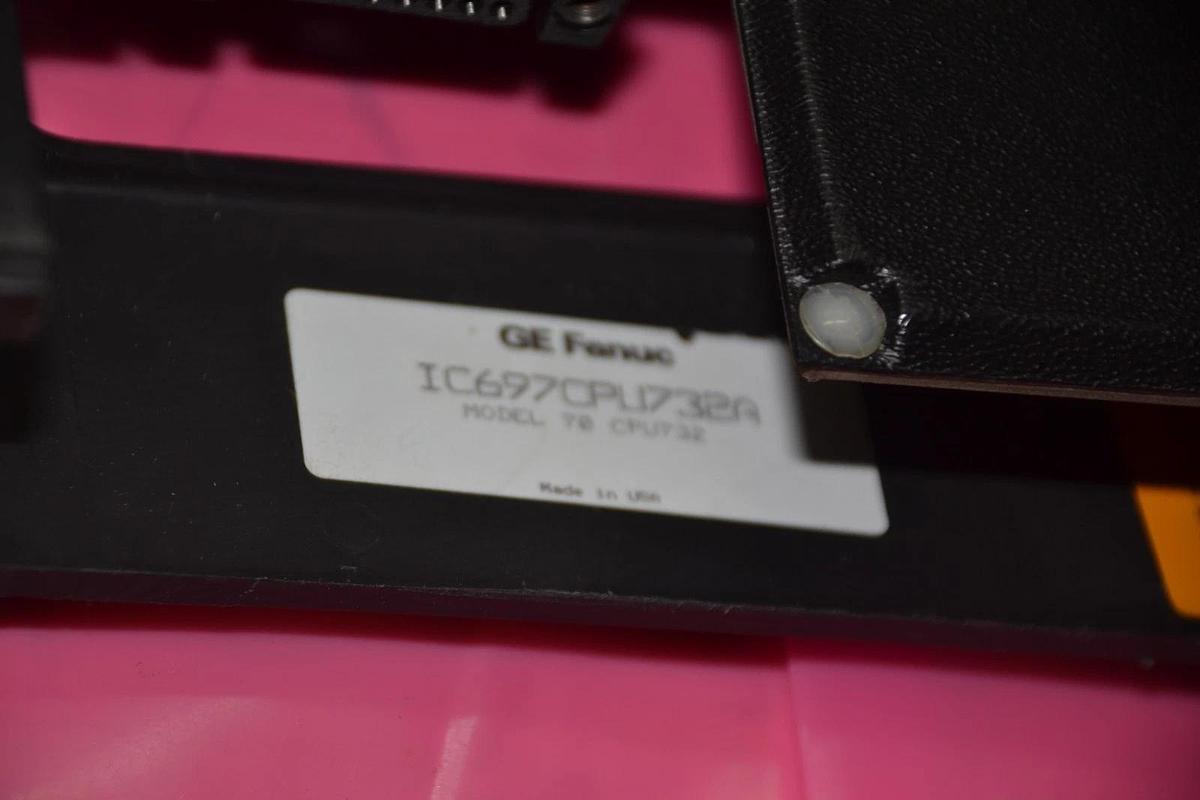 GE Fanuc
IC697CPU732A
MODEL 70 CPU732
Made in USA